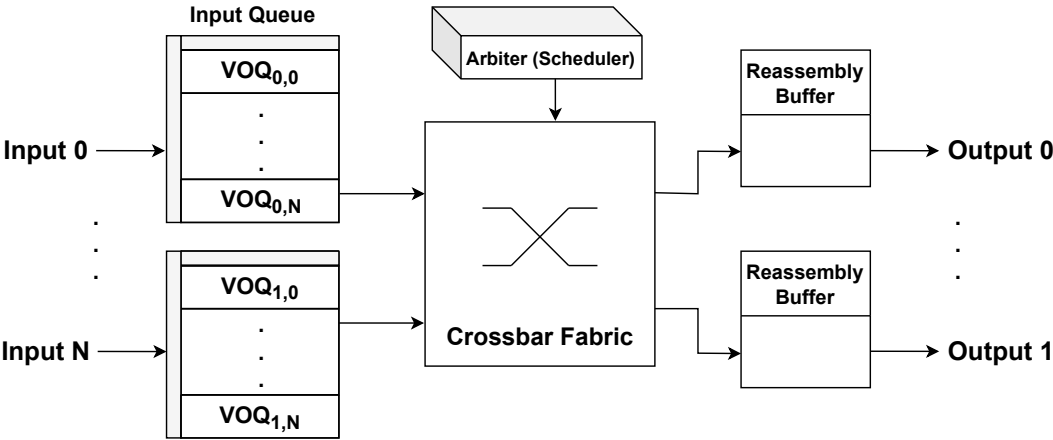 Input Queue
VOQ0,0
.
.
.
VOQ0,N
Input 0
.
.
.
Input N
VOQ1,0
.
.
.
VOQ1,N
Arbiter (Scheduler)
Crossbar Fabric
Reassembly
Buffer
Output 0
.
.
.
Reassembly
Buffer
Output 1